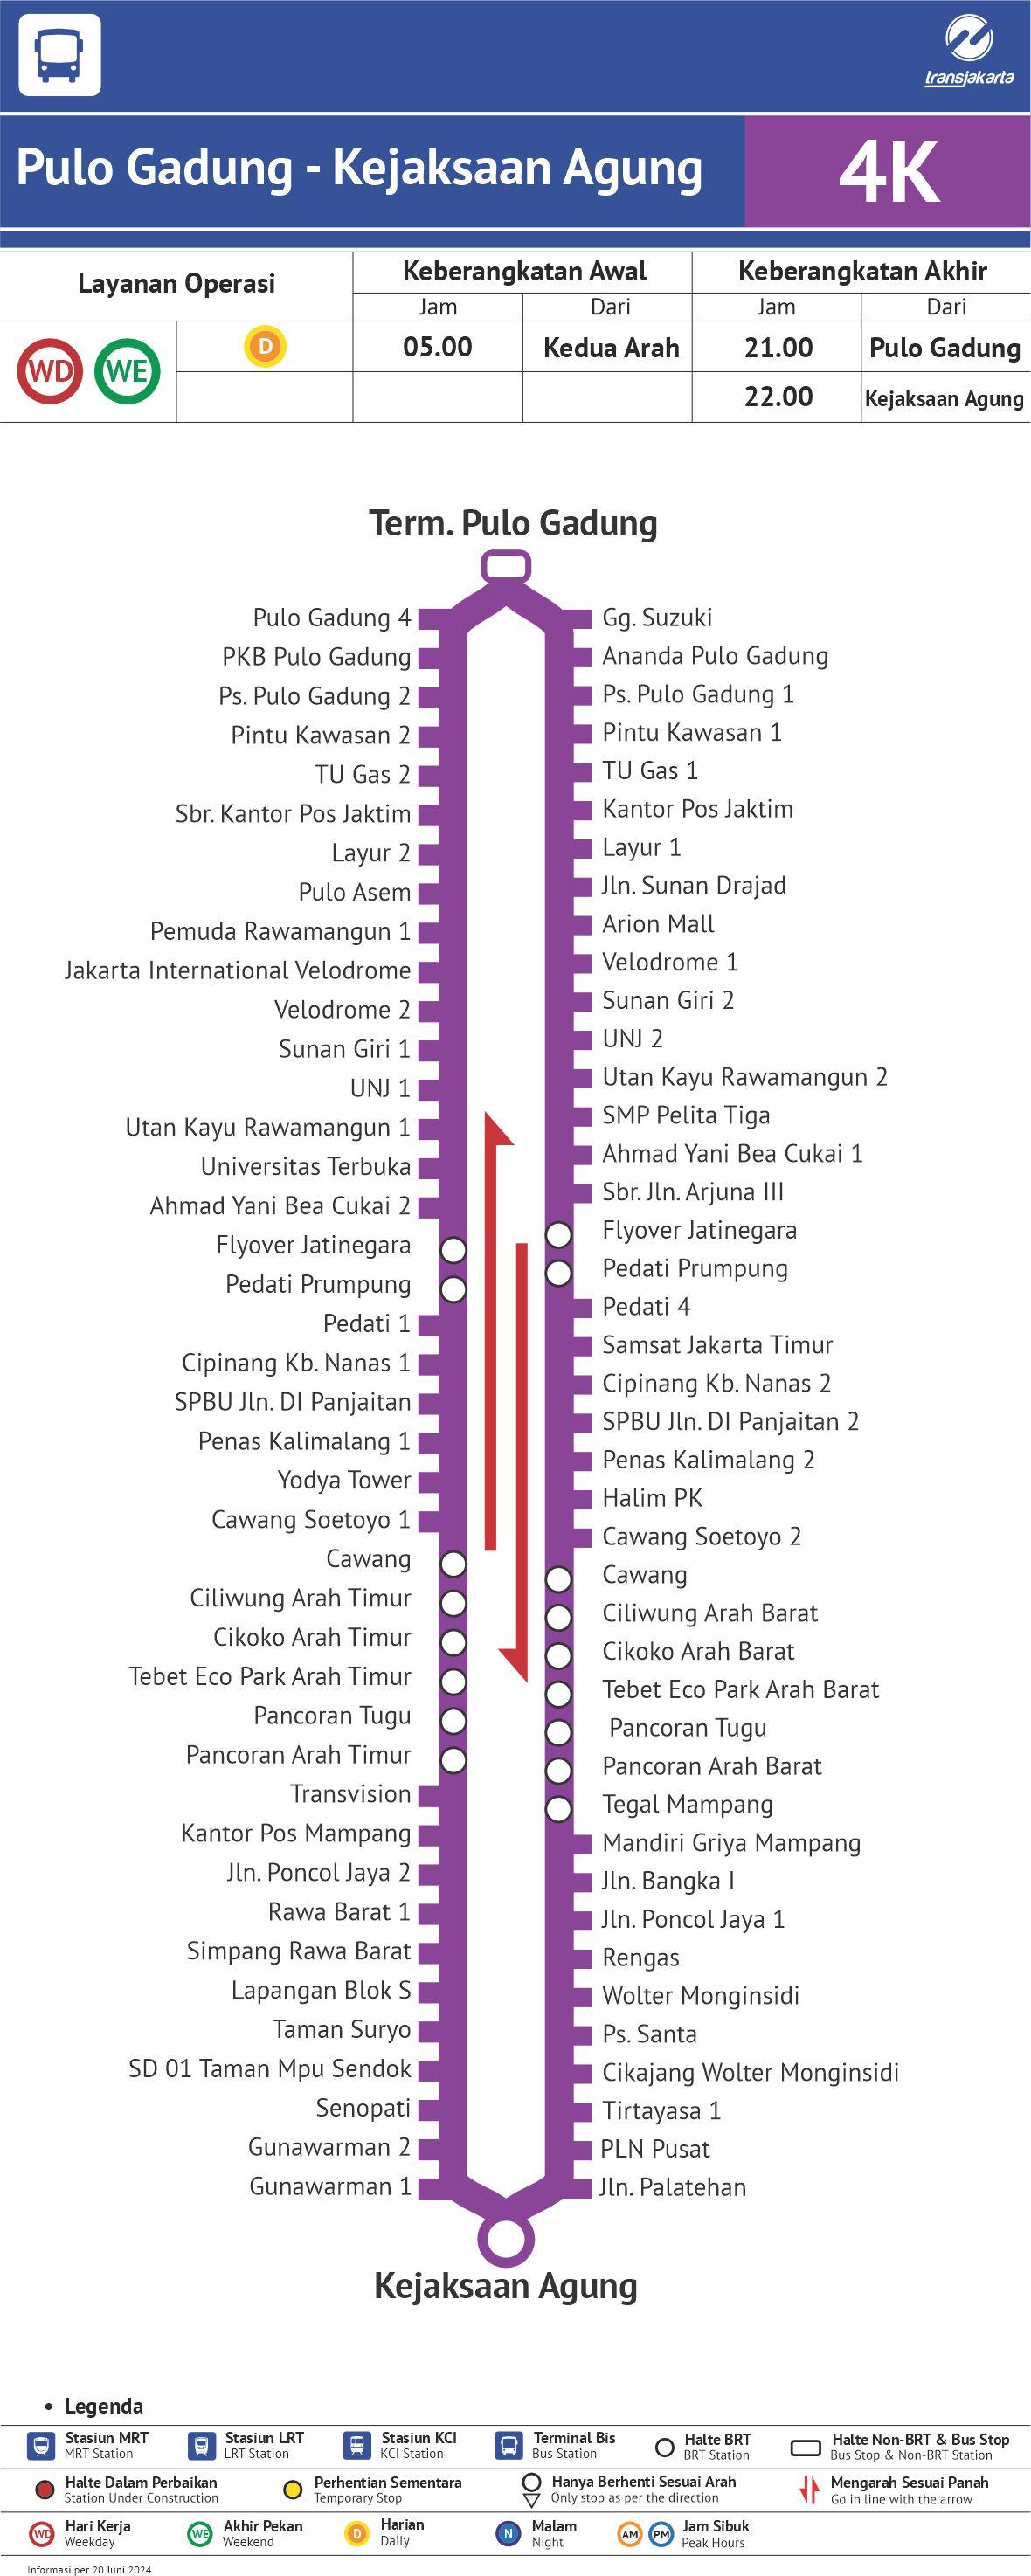 transjakarta
Pulo Gadung - Kejaksaan Agung
4K
Layanan Operasi
Keberangkatan Awal
Keberangkatan Akhir
Jam
Dari
Jam
Dari
WD
WE
D
05.00
Kedua Arah
21.00
Pulo Gadung
22.00
Kejaksaan Agung
Term. Pulo Gadung
Pulo Gadung 4
PKB Pulo Gadung
Ps. Pulo Gadung 2
Pintu Kawasan 2
TU Gas 2
Sbr. Kantor Pos Jaktim
Layur 2
Pulo Asem
Pemuda Rawamangun 1
Jakarta International Velodrome
Velodrome 2
Sunan Giri 1
UNJ 1
Utan Kayu Rawamangun 1
Universitas Terbuka
Ahmad Yani Bea Cukai 2
Flyover Jatinegara
Pedati Prumpung
Pedati 1
Cipinang Kb. Nanas 1
SPBU Jln. DI Panjaitan
Penas Kalimalang 1
Yodya Tower
Cawang Soetoyo 1
Cawang
Ciliwung Arah Timur
Cikoko Arah Timur
Tebet Eco Park Arah Timur
Pancoran Tugu
Pancoran Arah Timur
Transvision
Kantor Pos Mampang
Jln. Poncol Jaya 2
Rawa Barat 1
Simpang Rawa Barat
Lapangan Blok S
Taman Suryo
SD 01 Taman Mpu Sendok
Senopati
Gunawarman 2
Gunawarman 1
Gg. Suzuki
Ananda Pulo Gadung
Ps. Pulo Gadung 1
Pintu Kawasan 1
TU Gas 1
Kantor Pos Jaktim
Layur 1
Jln. Sunan Drajad
Arion Mall
Velodrome 1
Sunan Giri 2
UNJ 2
Utan Kayu Rawamangun 2
SMP Pelita Tiga
Ahmad Yani Bea Cukai 1
Sbr. Jln. Arjuna III
Flyover Jatinegara
Pedati Prumpung
Pedati 4
Samsat Jakarta Timur
Cipinang Kb. Nanas 2
SPBU Jln. DI Panjaitan 2
Penas Kalimalang 2
Halim PK
Cawang Soetoyo 2
Cawang
Ciliwung Arah Barat
Cikoko Arah Barat
Tebet Eco Park Arah Barat
Pancoran Tugu
Pancoran Arah Barat
Tegal Mampang
Mandiri Griya Mampang
Jln. Bangka I
Jln. Poncol Jaya 1
Rengas
Wolter Monginsidi
Ps. Santa
Cikajang Wolter Monginsidi
Tirtayasa 1
PLN Pusat
Jln. Palatehan
Kejaksaan Agung
• Legenda
Stasiun MRT
MRT Station
Stasiun LRT
LRT Station
Stasiun KCI
KCI Station
Terminal Bis
Bus Station
Halte BRT
BRT Station
Halte Non-BRT & Bus Stop
Bus Stop & Non-BRT Station
Halte Dalam Perbaikan
Station Under Construction
Perhentian Sementara
Temporary Stop
Hanya Berhenti Sesuai Arah
Only stop as per the direction
Mengarah Sesuai Panah
Go in line with the arrow
WD
Hari Kerja
Weekday
WE
Akhir Pekan
Weekend
D
Harian
Daily
N
Malam
Night
AM
PM
Jam Sibuk
Peak Hours
Informasi per 20 Juni 2024